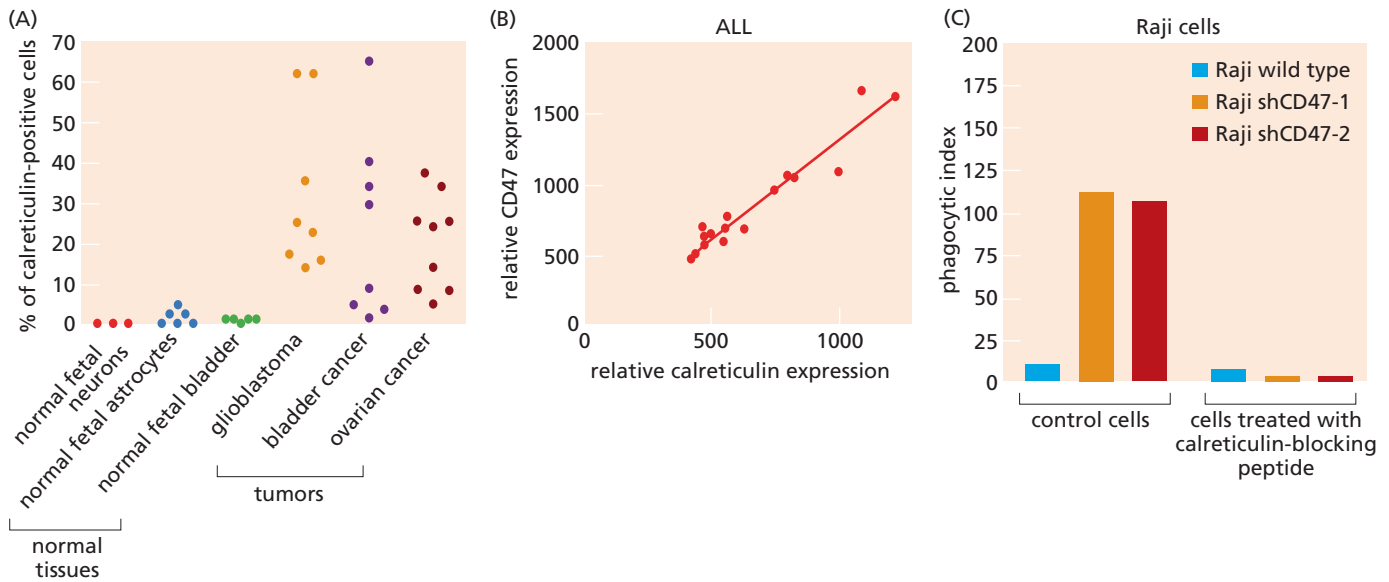 (A)
% of calreticulin-positive cells
70
60
50
40
30
20
10
0
normal fetal
neurons
normal fetal astrocytes
normal fetal bladder
glioblastoma
bladder cancer
ovarian cancer
normal
tissues
tumors
(B)
ALL
relative CD47 expression
2000
1500
1000
500
0
0
500
1000
relative calreticulin expression
(C)
Raji cells
phagocytic index
200
175
150
125
100
75
50
25
0
Raji wild type
Raji shCD47-1
Raji shCD47-2
control cells
cells treated with
calreticulin-blocking
peptide